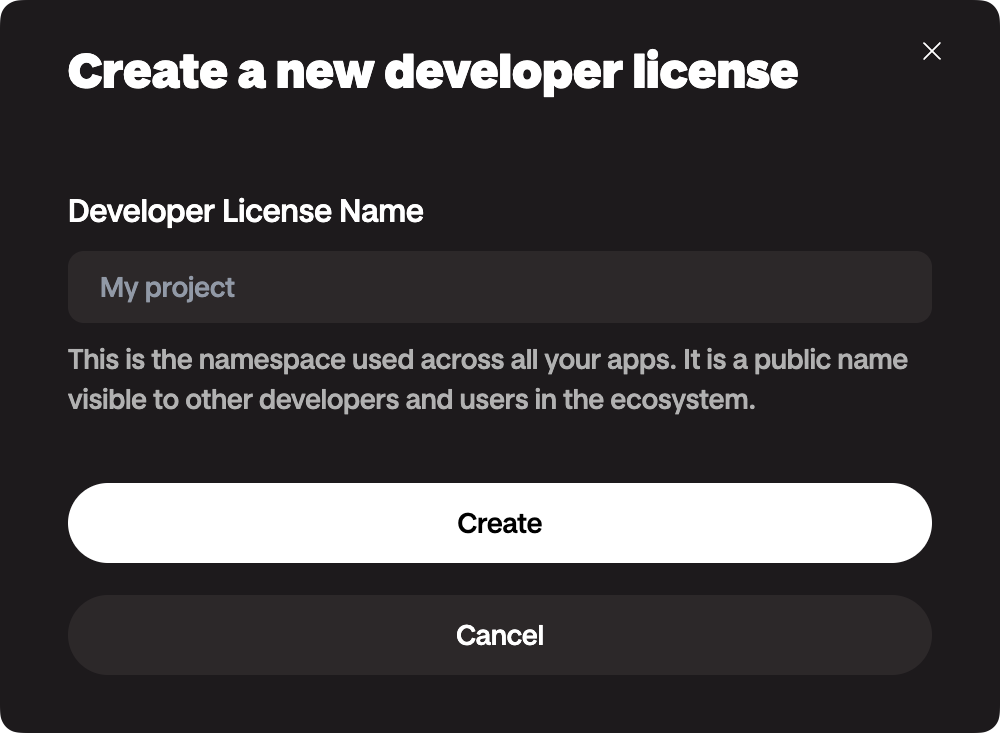 Create a new developer license
Developer License Name
My project
This is the namespace used across all your apps. It is a public name
visible to other developers and users in the ecosystem.
Create
Cancel